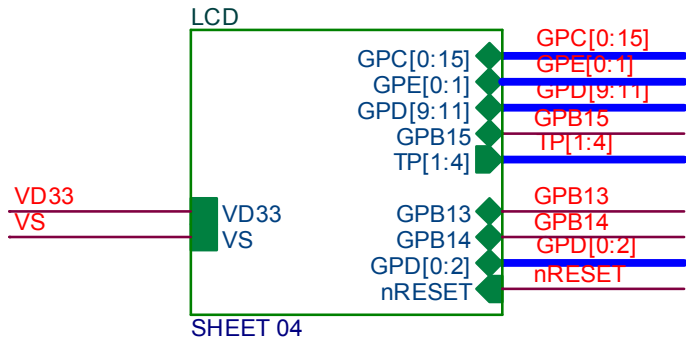 LCD
GPC[0:15] GPC[0:15]
GPE[0:1] GPE[0:1]
GPD[9:11] GPD[9:11]
GPB15 GPB15
TP[1:4] TP[1:4]
VD33 VD33 GPB13 GPB13
VS VS GPB14 GPB14
GPD[0:2] GPD[0:2]
nRESET nRESET
SHEET 04